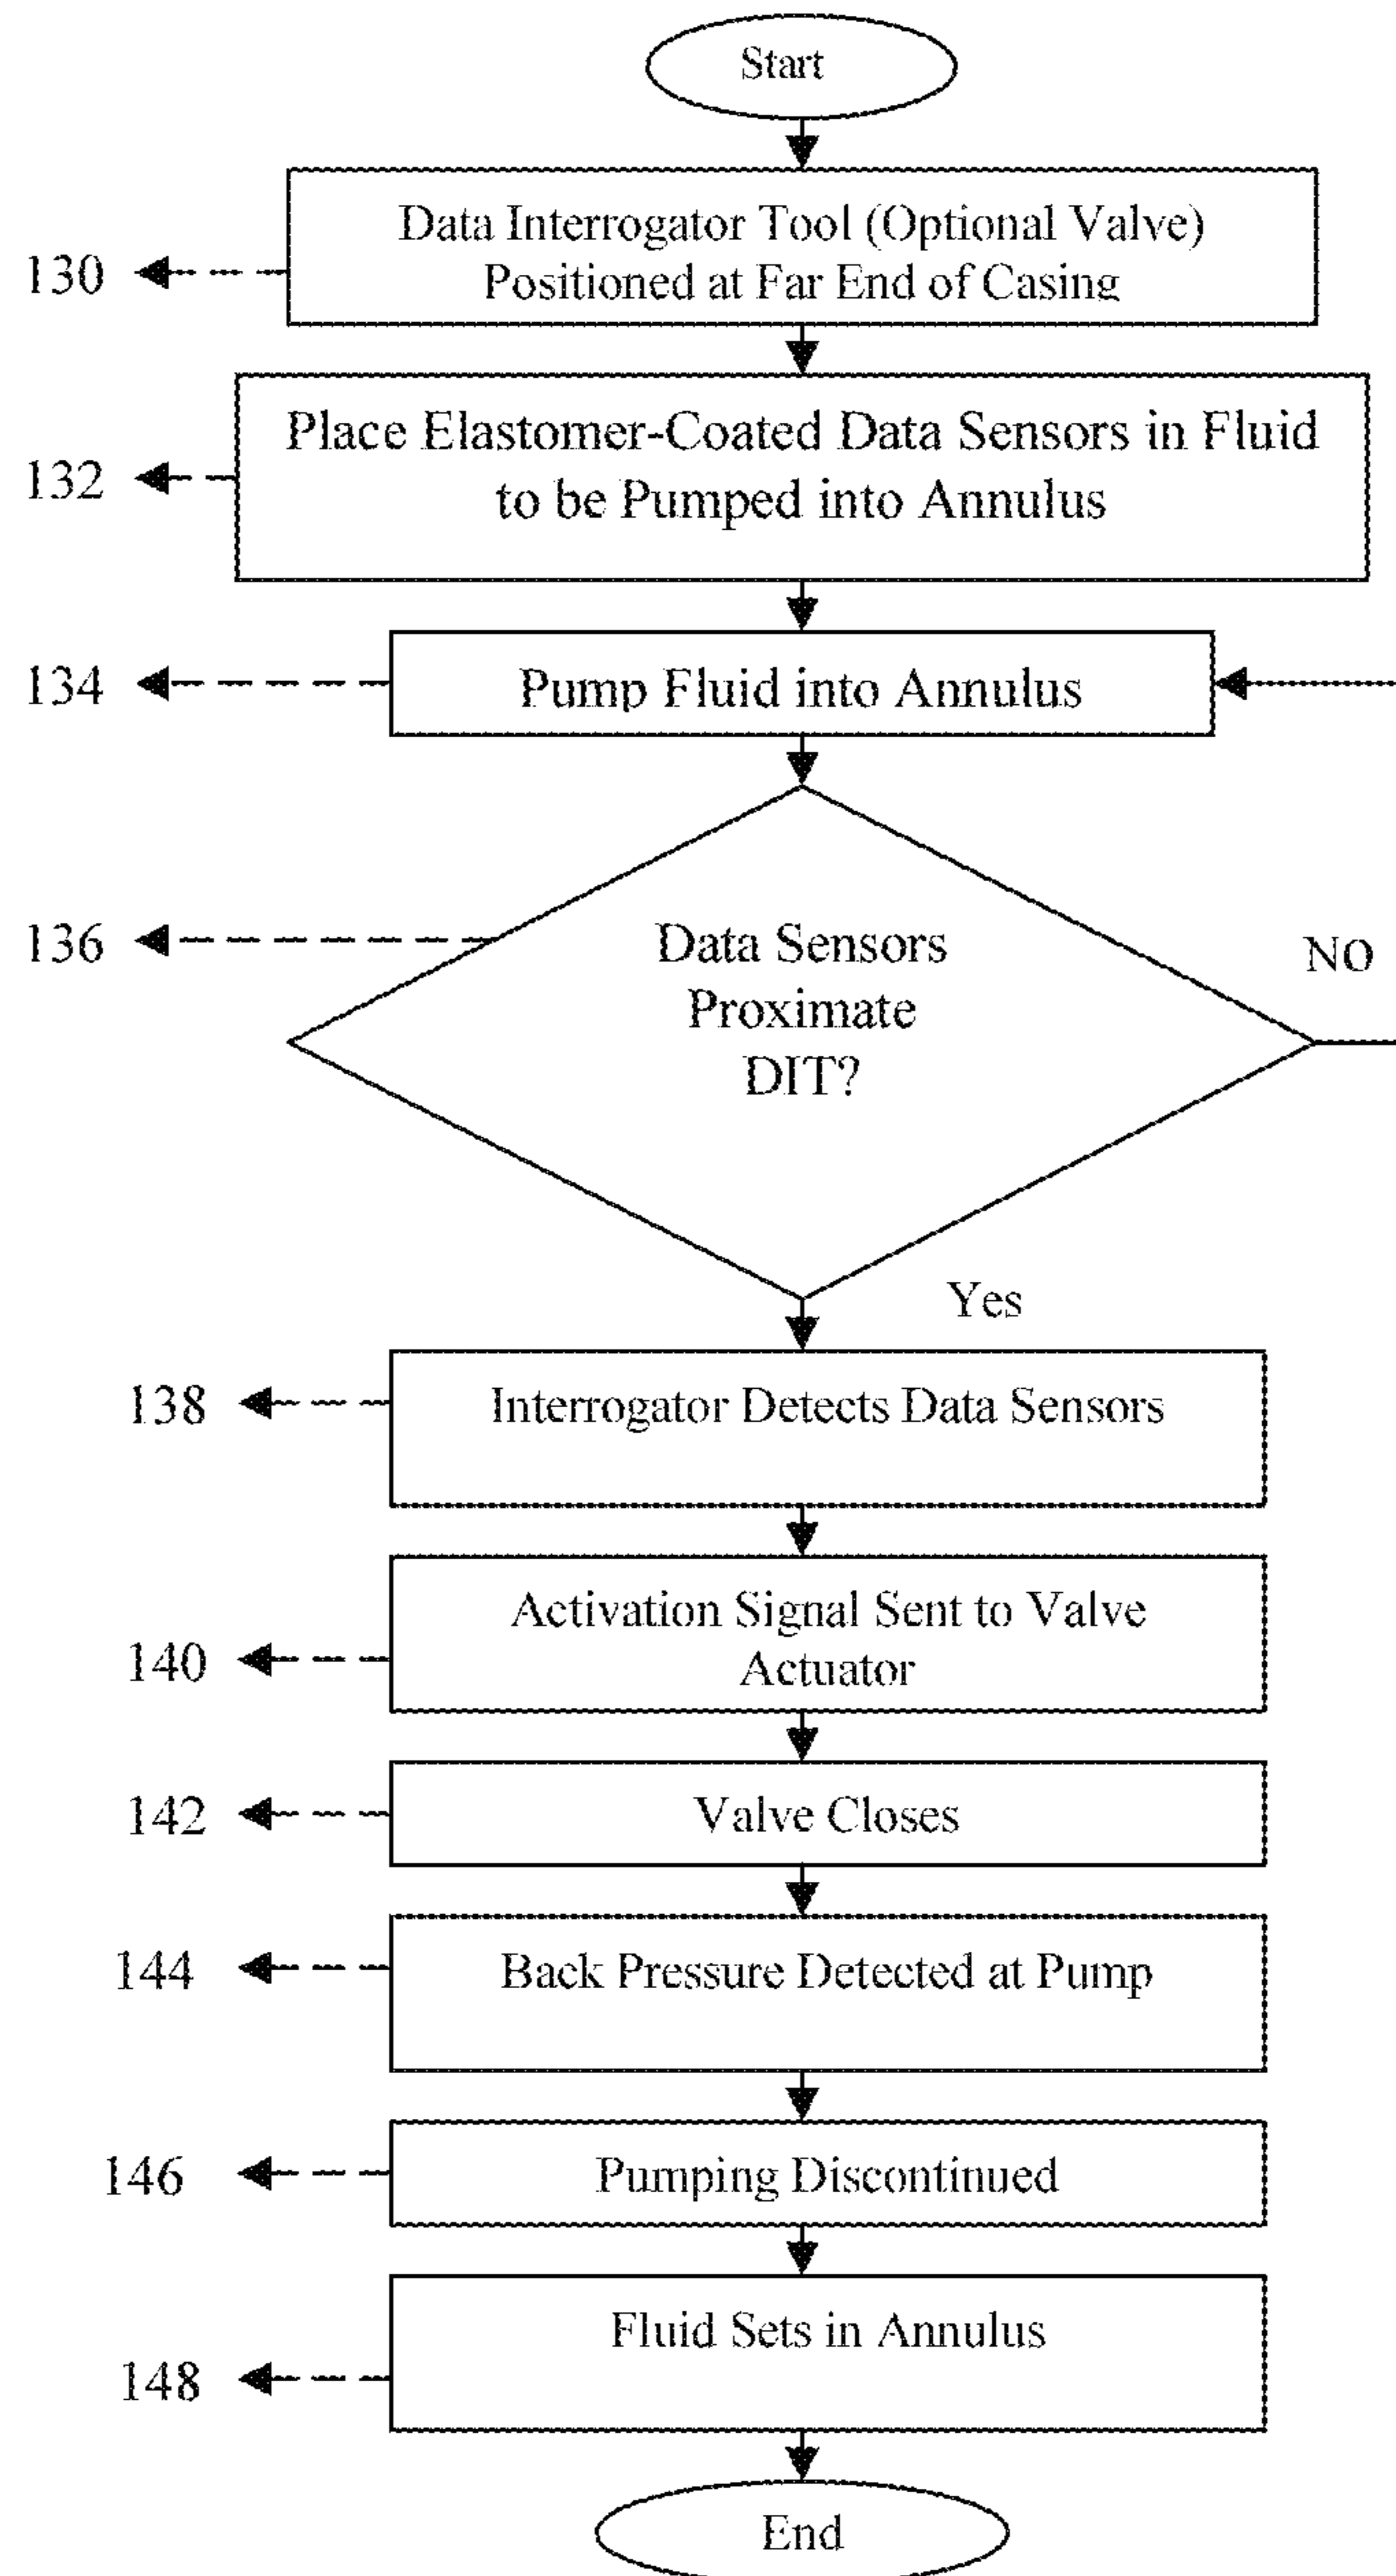 Start
Data Interrogator Tool (Optional Valve)
Positioned at Far End of Casing
130
Place Elastomer-Coated Data Sensors in Fluid
to be Pumped into Annulus
132
Pump Fluid into Annulus
134
Data Sensors
Proximate
DIT?
136
NO
Yes
Interrogator Detects Data Sensors
138
Activation Signal Sent to Valve
Actuator
140
Valve Closes
142
Back Pressure Detected at Pump
144
Pumping Discontinued
146
Fluid Sets in Annulus
148
End